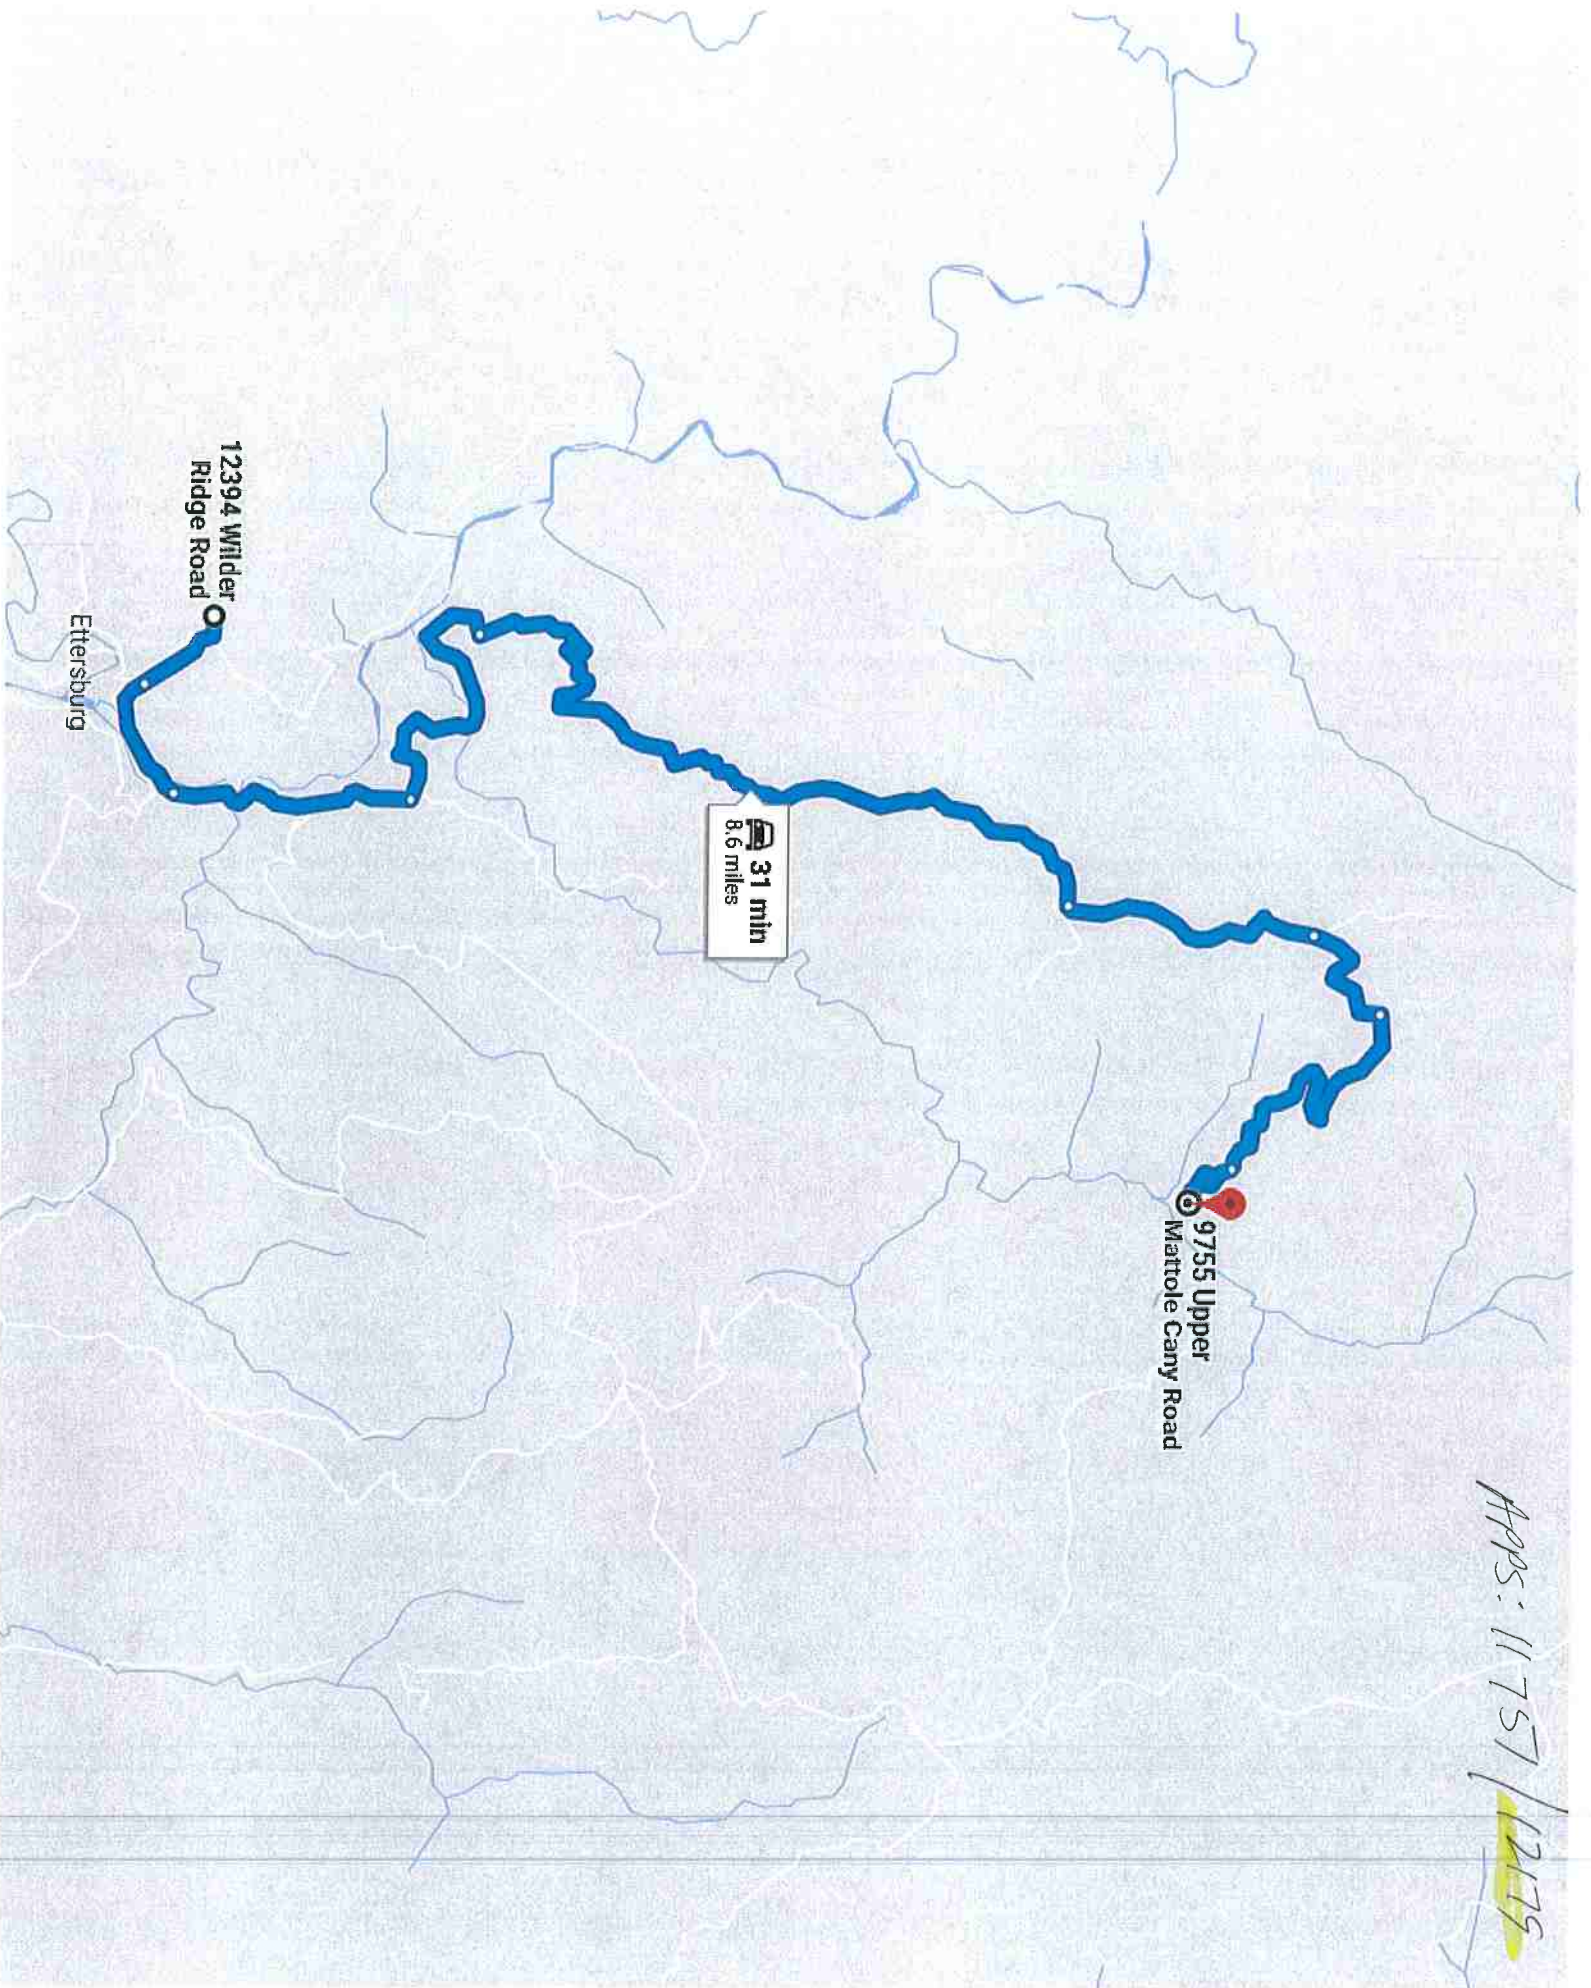 Apps: 11757/12175
9755 Upper
Mattole Cany Road
31 min
8.6 miles
12394 Wilder
Ridge Road
Ettersburg